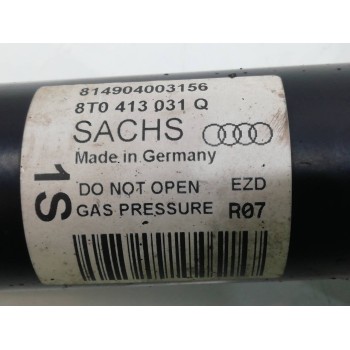 814904003156
8T0 413 031 Q
SACHS
Made in Germany
1S
DO NOT OPEN EZD
GAS PRESSURE R07